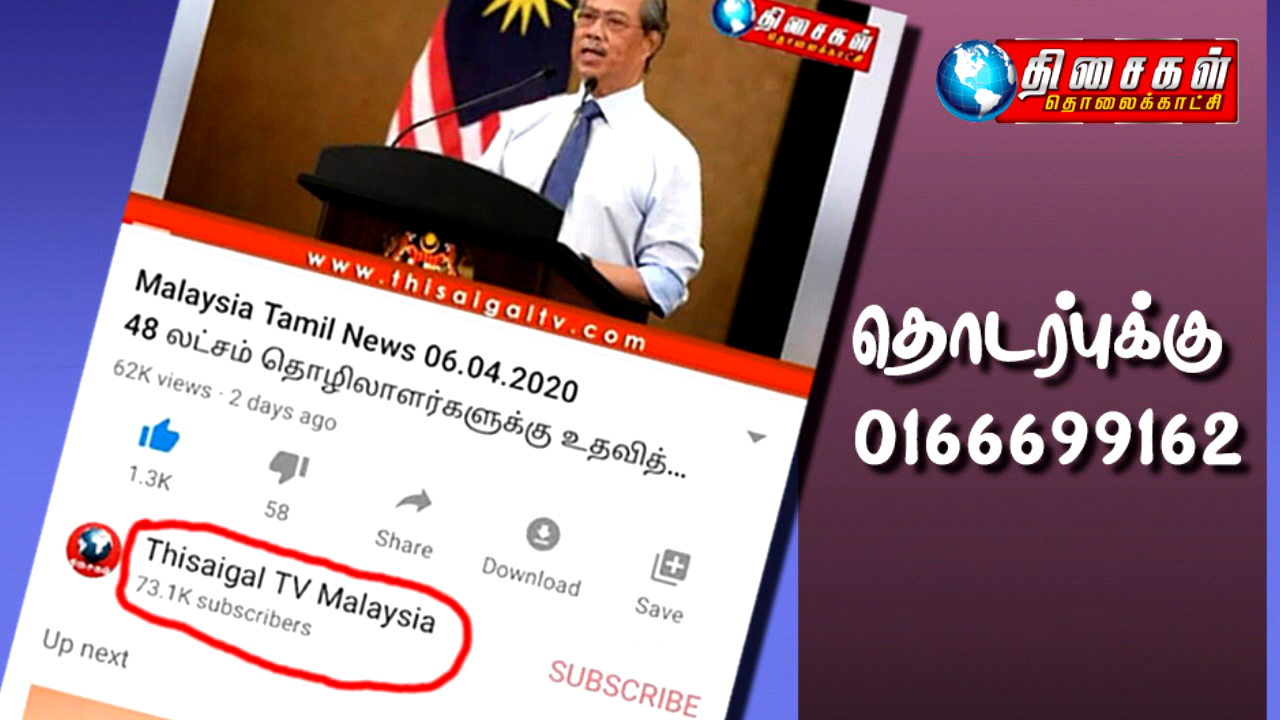 திசைகள்
தொலைக்காட்சி
www.thisaigaltv.com
Malaysia Tamil News 06.04.2020
48 லட்சம் தொழிலாளர்களுக்கு உதவித்...
62K views · 2 days ago
1.3K
58
Share
Download
Save
Thisaigal TV Malaysia
73.1K subscribers
SUBSCRIBE
Up next
திசைகள்
தொலைக்காட்சி
தொடர்புக்கு
0166699162